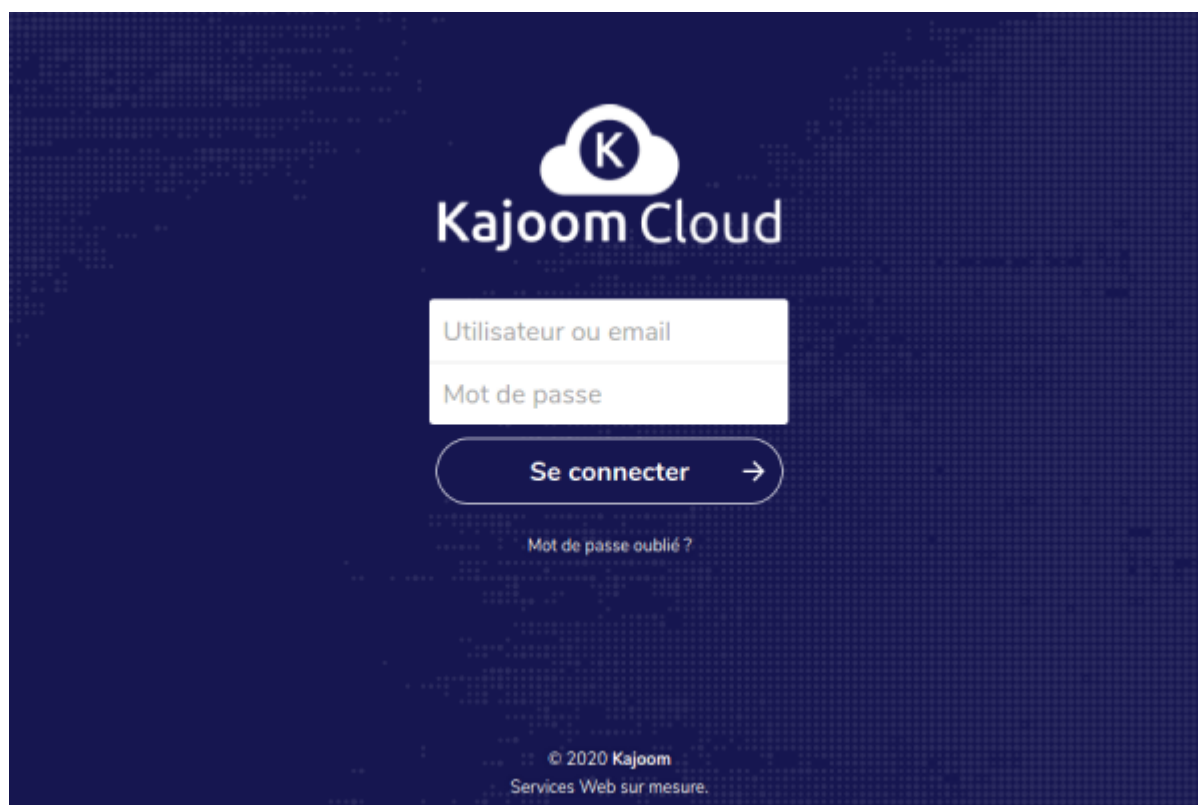 K
Kajoom Cloud
Utilisateur ou email
Mot de passe
Se connecter →
Mot de passe oublié ?
© 2020 Kajoom
Services Web sur mesure.